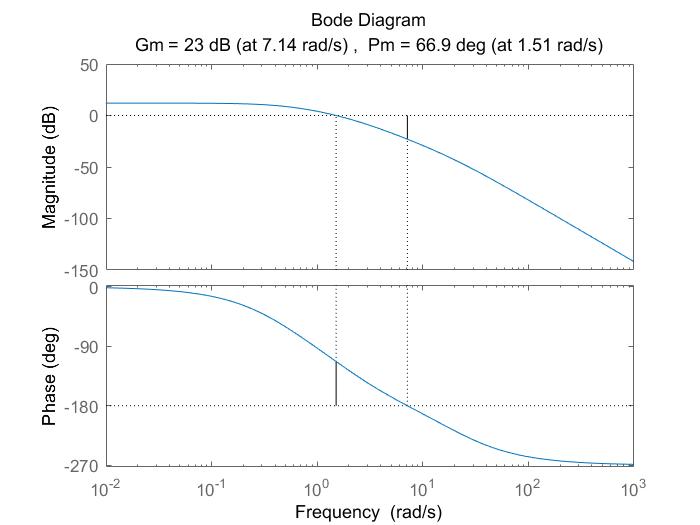 Bode Diagram
Gm = 23 dB (at 7.14 rad/s) , Pm = 66.9 deg (at 1.51 rad/s)
50
0
-50
-100
-150
Magnitude (dB)
0
-90
-180
-270
Phase (deg)
10^-2 10^-1 10^0 10^1 10^2 10^3
Frequency (rad/s)